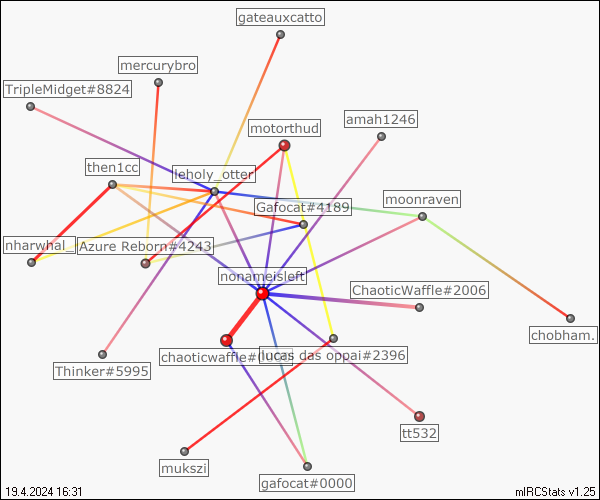 gateauxcatto
mercurybro
TripleMidget#8824
amah1246
motorthud
then1cc
leholy_otter
moonraven
Gafocat#4189
nharwhal_
Azure Reborn#4243
nonameisleft
ChaoticWaffle#2006
chobham.
chaoticwaffle#
lucas das oppai#2396
Thinker#5995
tt532
mukszi
gafocat#0000
19.4.2024 16:31
mIRCStats v1.25